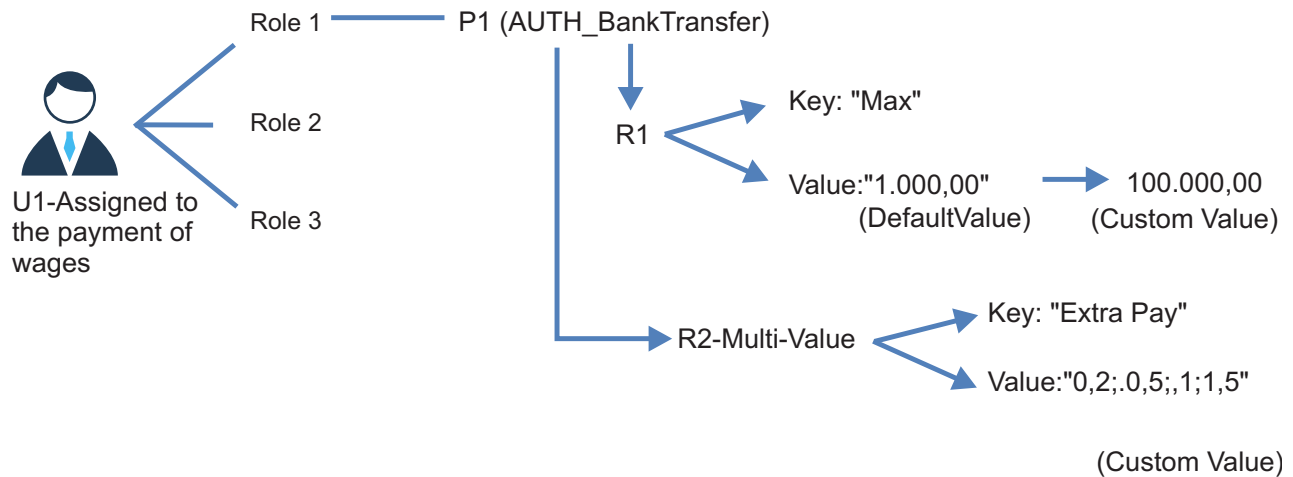 Role 1
P1 (AUTH_BankTransfer)
Key: "Max"
Role 2
R1
U1-Assigned to
the payment of
wages
Value:"1.000,00"
(DefaultValue)
100.000,00
(Custom Value)
Role 3
Key: "Extra Pay"
R2-Multi-Value
Value:"0,2;.0,5;,1;1,5"
(Custom Value)